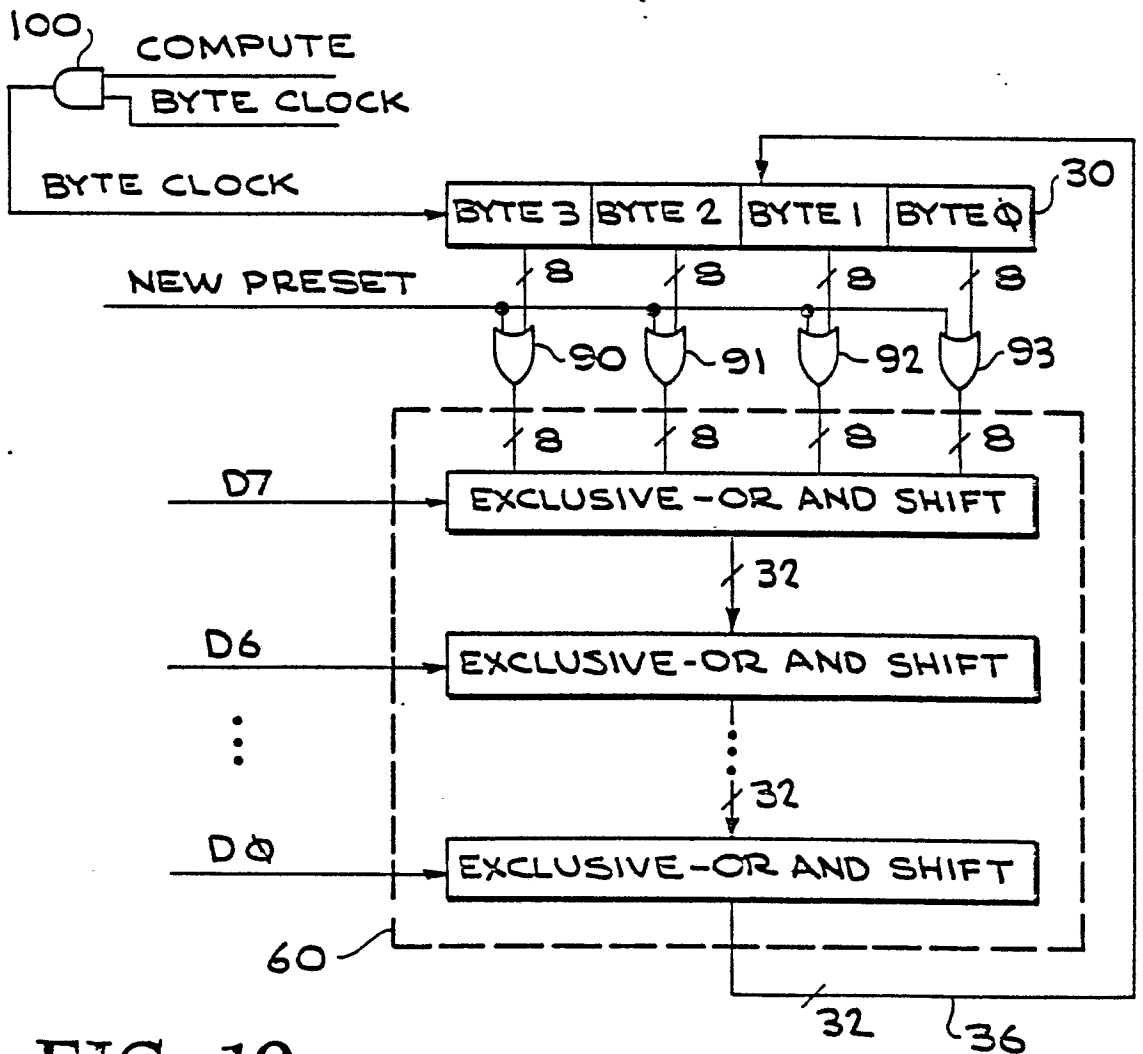 100
COMPUTE
BYTE CLOCK
BYTE CLOCK
BYTE 3 BYTE 2 BYTE 1 BYTE Ø
30
8 8 8 8
NEW PRESET
90 91 92 93
8 8 8 8
D7
EXCLUSIVE-OR AND SHIFT
32
D6
EXCLUSIVE-OR AND SHIFT
32
DØ
EXCLUSIVE-OR AND SHIFT
60
32
36